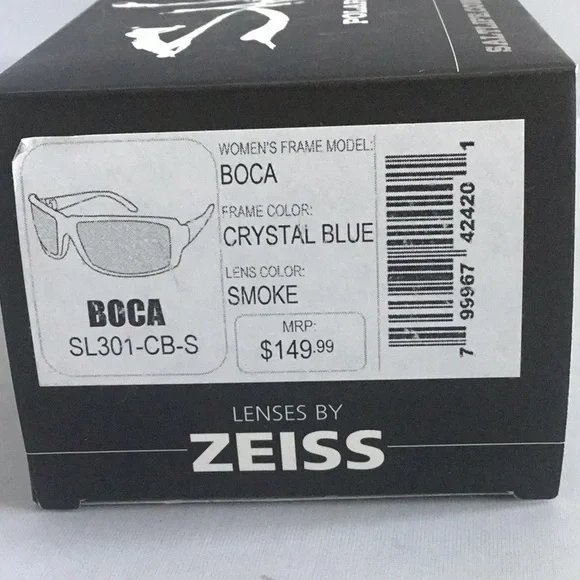 WOMEN'S FRAME MODEL:
BOCA
FRAME COLOR:
CRYSTAL BLUE
LENS COLOR:
SMOKE
MRP:
$149.99
BOCA
SL301-CB-S
7 99967 42420 1
LENSES BY
ZEISS